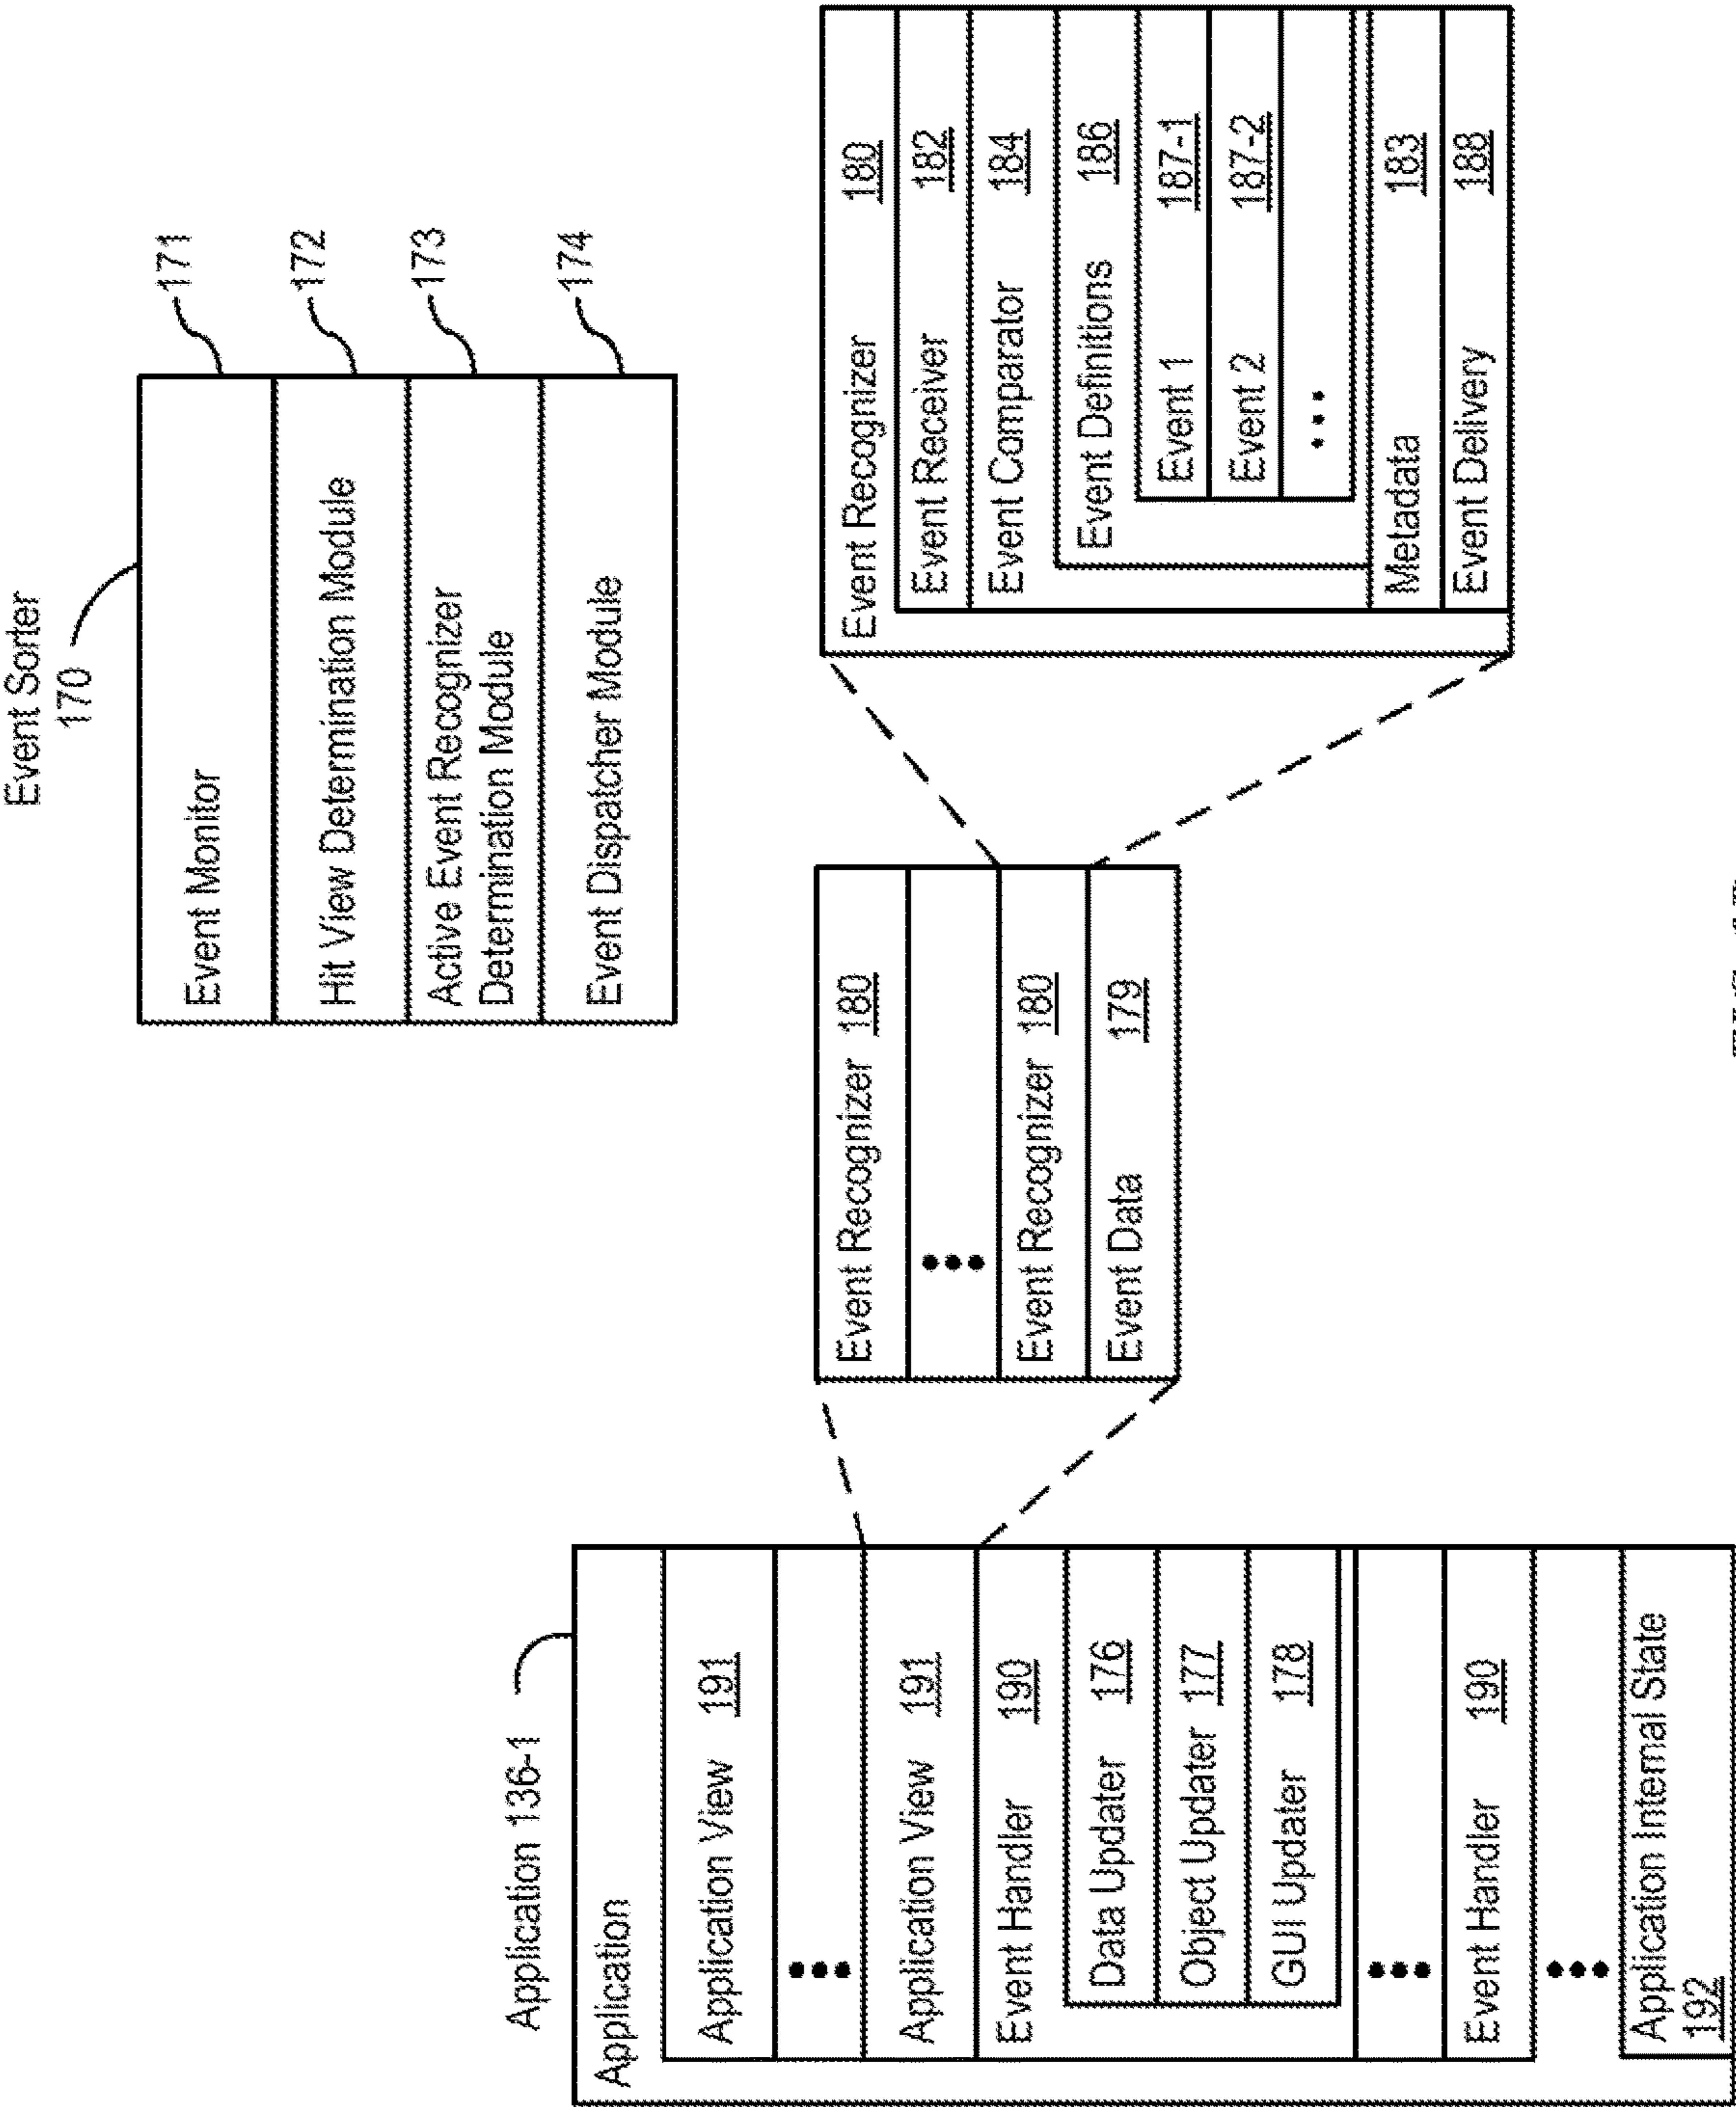 Event Sorter
170
Event Monitor
171
Hit View Determination Module
172
Active Event Recognizer
Determination Module
173
Event Dispatcher Module
174
Application 136-1
Application
Application View 191
•••
Application View 191
Event Handler 190
Data Updater 176
Object Updater 177
GUI Updater 178
•••
Event Handler 190
•••
Application Internal State
192
Event Recognizer 180
•••
Event Recognizer 180
Event Data 179
Event Recognizer 180
Event Receiver 182
Event Comparator 184
Event Definitions 186
Event 1 187-1
Event 2 187-2
•••
Metadata 183
Event Delivery 188